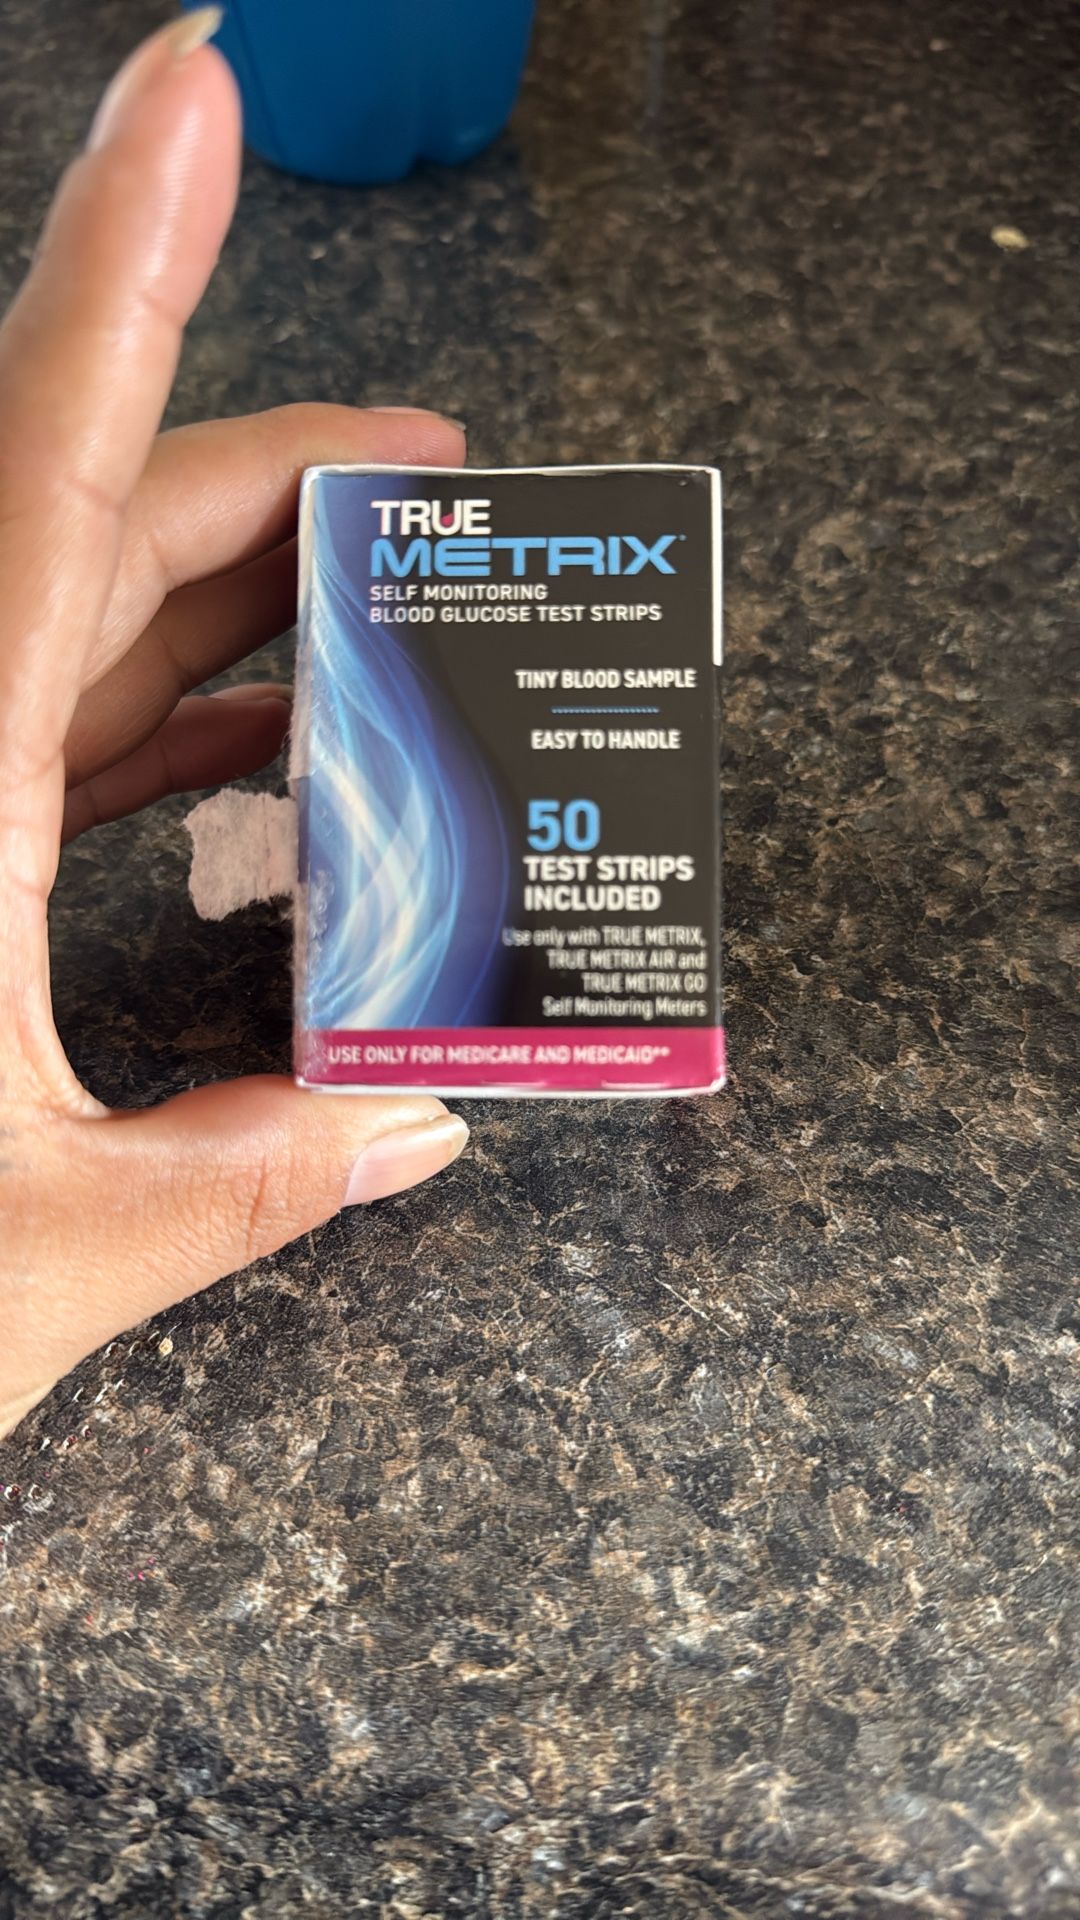 TRUE
METRIX®
SELF MONITORING
BLOOD GLUCOSE TEST STRIPS
TINY BLOOD SAMPLE
EASY TO HANDLE
50
TEST STRIPS
INCLUDED
Use only with TRUE METRIX,
TRUE METRIX AIR and
TRUE METRIX GO
Self Monitoring Meters
USE ONLY FOR MEDICARE AND MEDICAID**